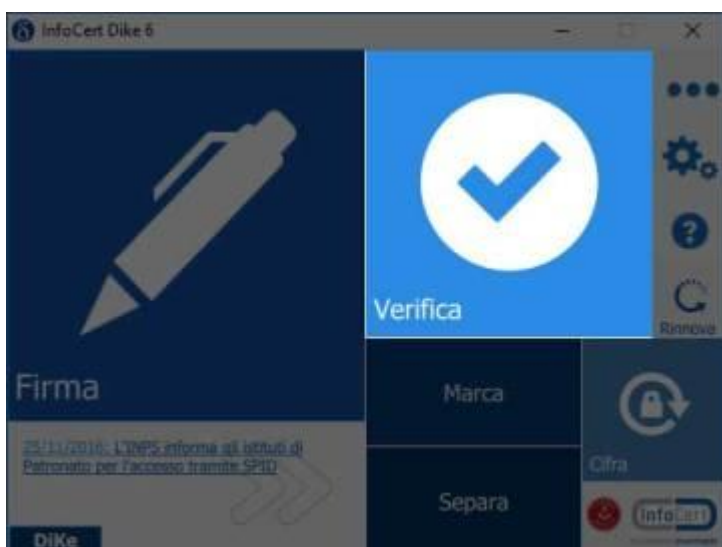 InfoCert Dike 6
Verifica
Rinnova
Firma
Marca
25/11/2016: L'INPS informa gli istituti di
Patronato per l'accesso tramite SPID
Cifra
Separa
DiKe
InfoCert